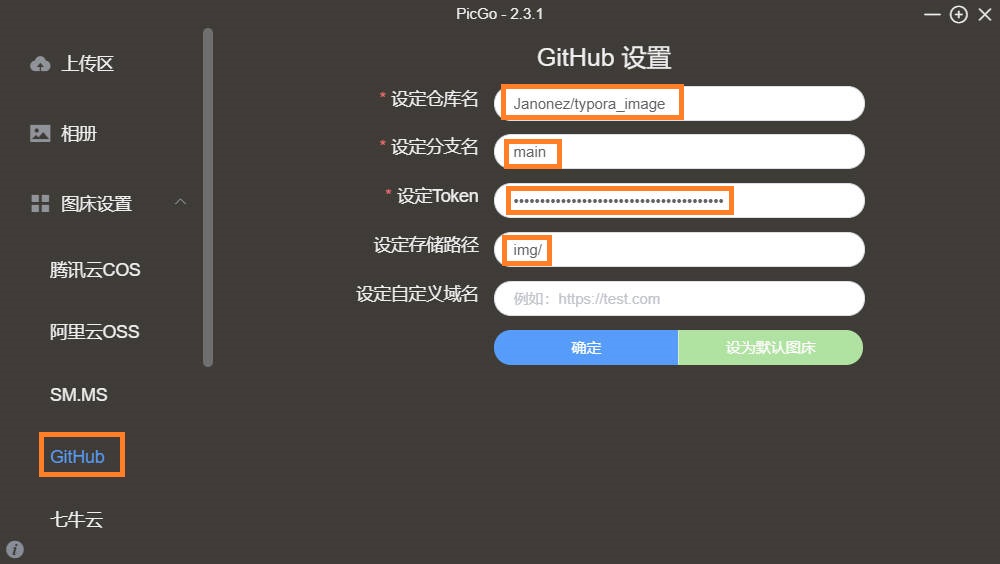 PicGo - 2.3.1
上传区
相册
图床设置
腾讯云COS
阿里云OSS
SM.MS
GitHub
七牛云
GitHub 设置
* 设定仓库名 Janonez/typora_image
* 设定分支名 main
* 设定Token ••••••••••••••••••••••••••••••••••••••••
设定存储路径 img/
设定自定义域名 例如：https://test.com
确定 设为默认图床